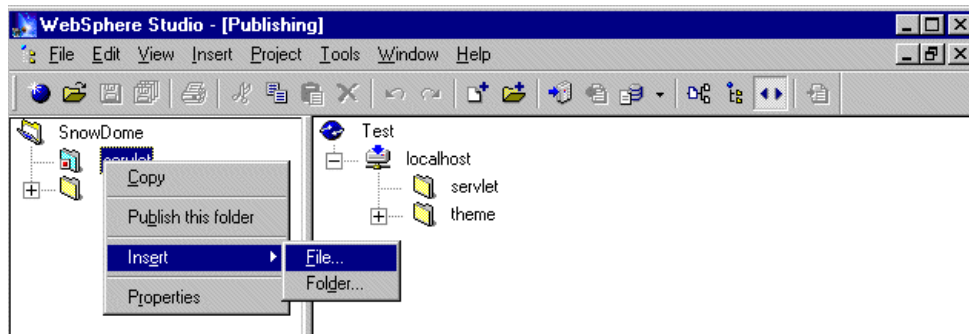 WebSphere Studio - [Publishing]
File Edit View Insert Project Tools Window Help
SnowDome
servlet
Copy
Publish this folder
Insert
Properties
File...
Folder...
Test
localhost
servlet
theme